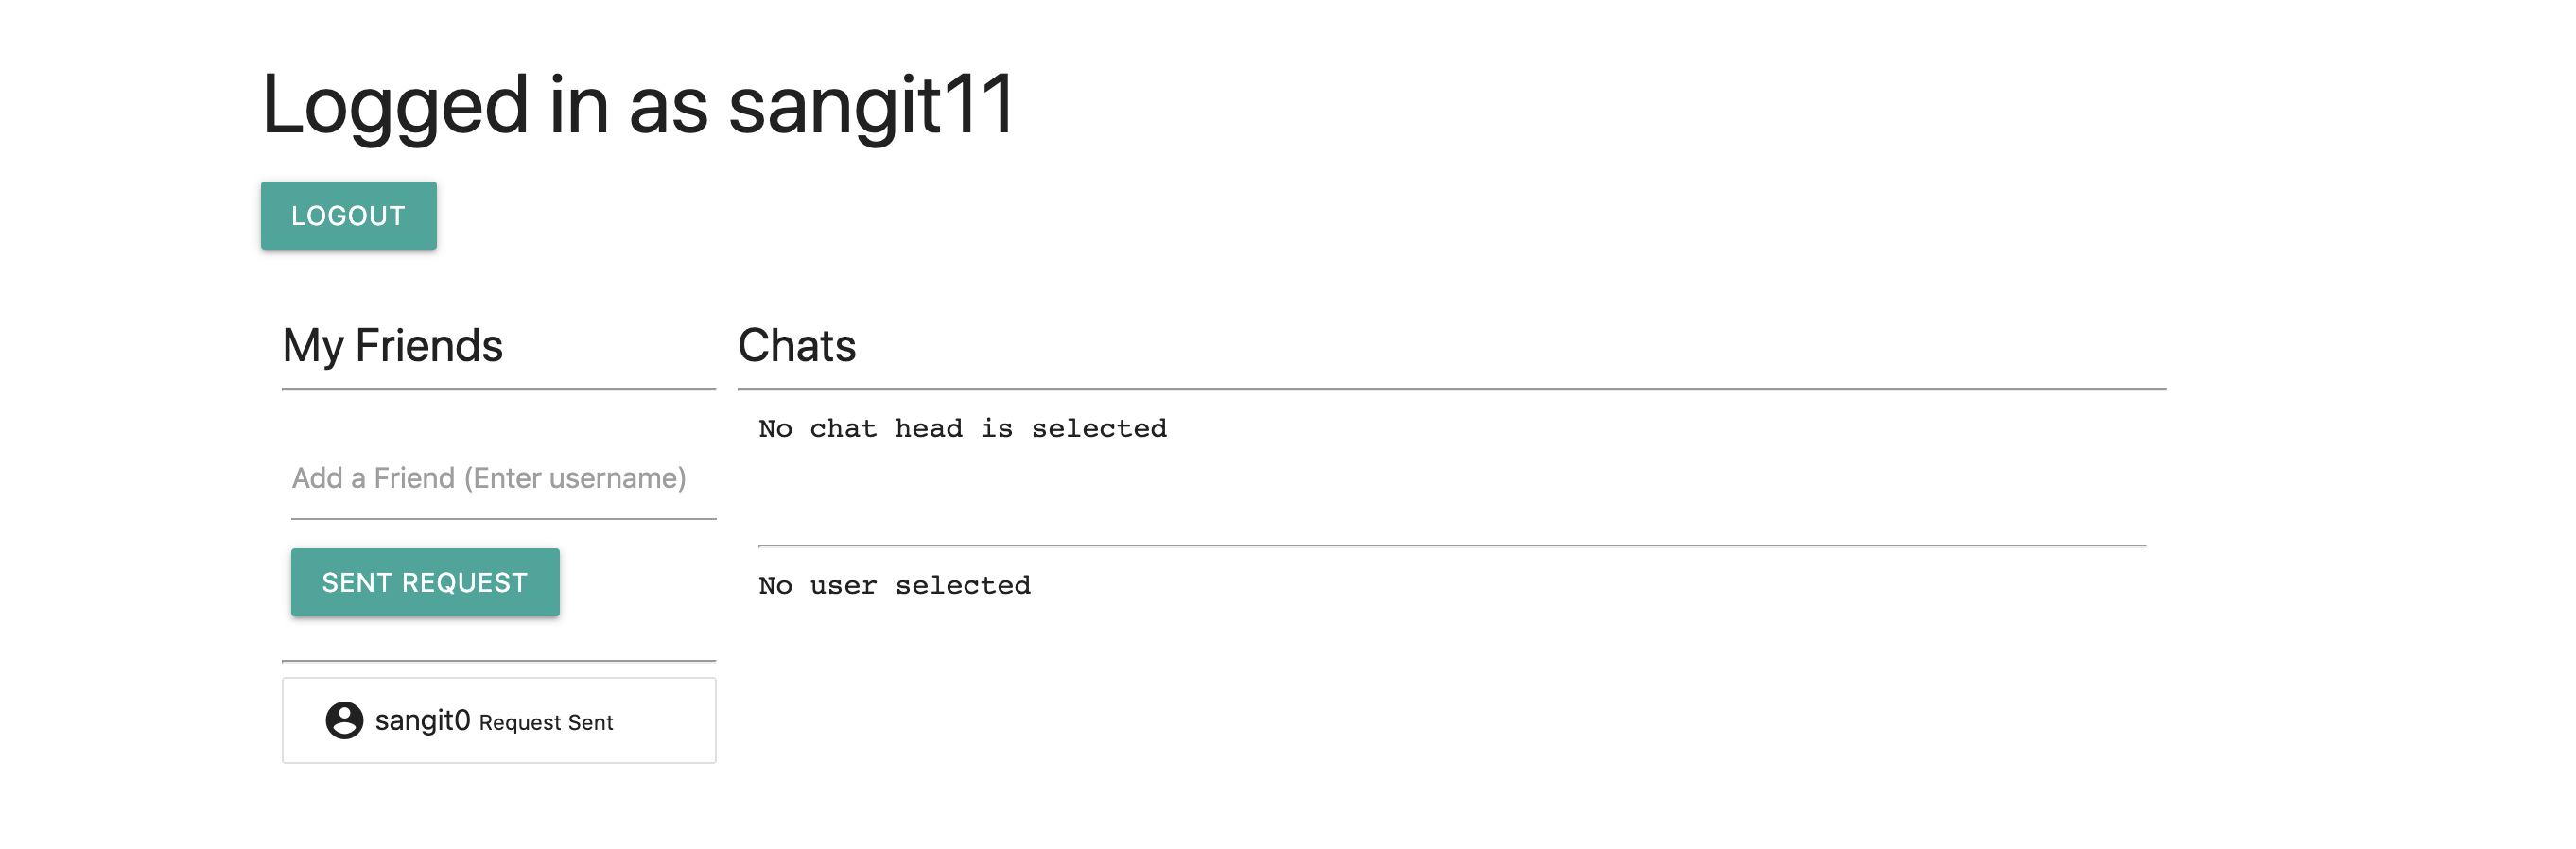 Logged in as sangit11
LOGOUT
My Friends
Add a Friend (Enter username)
SENT REQUEST
sangit0 Request Sent
Chats
No chat head is selected
No user selected